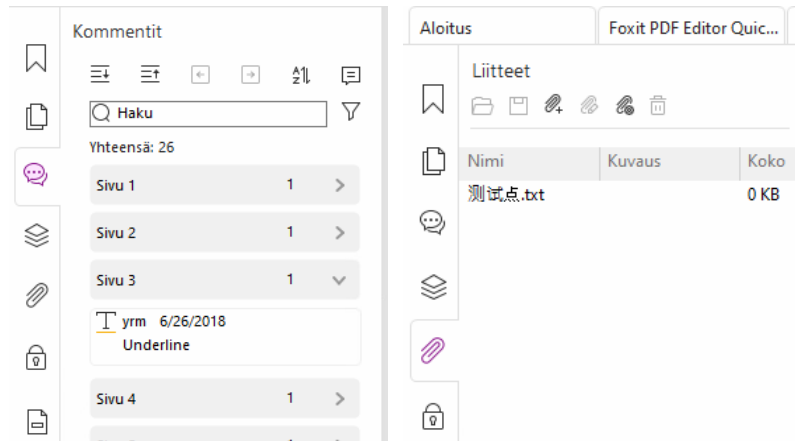 Kommentit
Haku
Yhteensä: 26
Sivu 1 1
Sivu 2 1
Sivu 3 1
yrm 6/26/2018
Underline
Sivu 4 1
Aloitus Foxit PDF Editor Quic...
Liitteet
Nimi Kuvaus Koko
测试点.txt 0 KB